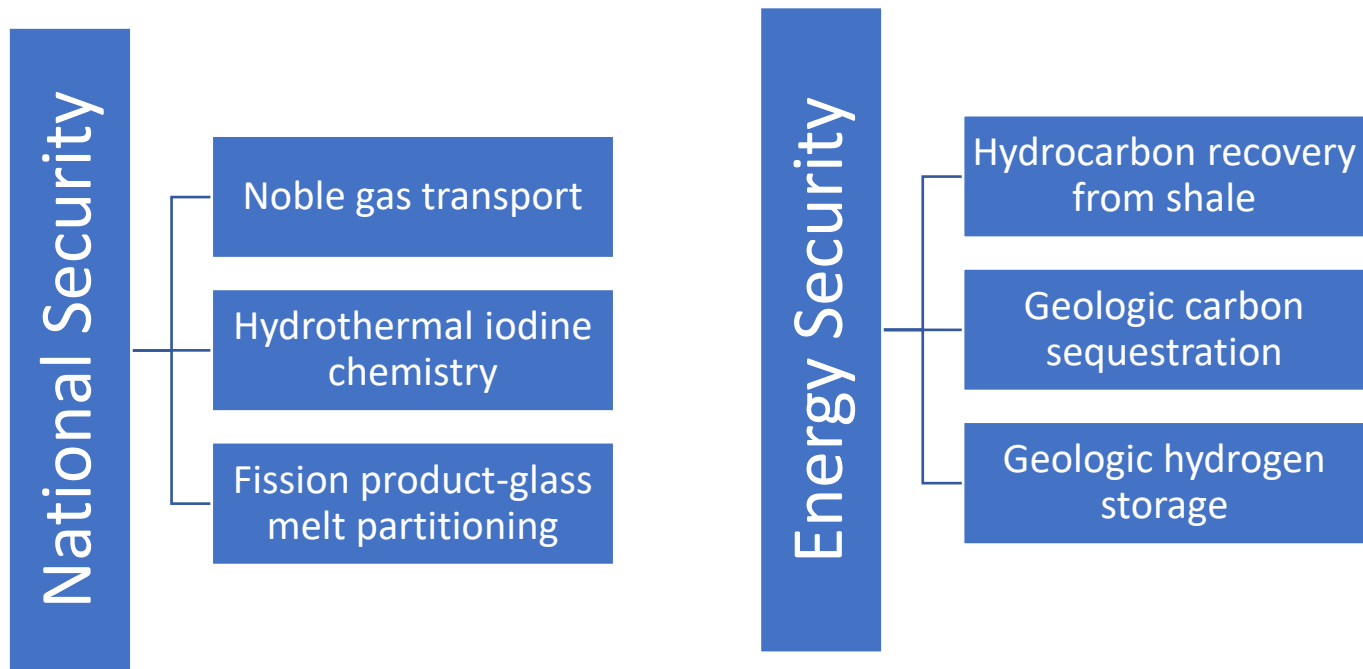 National Security
Noble gas transport
Hydrothermal iodine
chemistry
Fission product-glass
melt partitioning
Energy Security
Hydrocarbon recovery
from shale
Geologic carbon
sequestration
Geologic hydrogen
storage